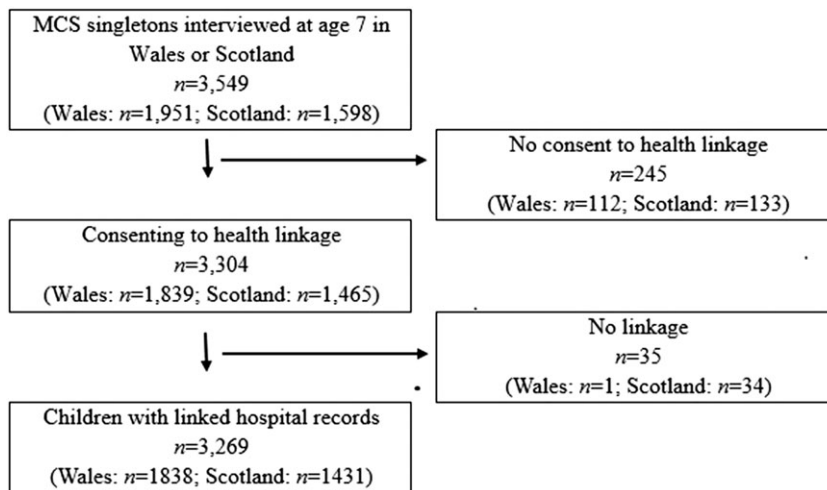 MCS singletons interviewed at age 7 in
Wales or Scotland
n=3,549
(Wales: n=1,951; Scotland: n=1,598)
No consent to health linkage
n=245
(Wales: n=112; Scotland: n=133)
Consenting to health linkage
n=3,304
(Wales: n=1,839; Scotland: n=1,465)
No linkage
n=35
(Wales: n=1; Scotland: n=34)
Children with linked hospital records
n=3,269
(Wales: n=1838; Scotland: n=1431)